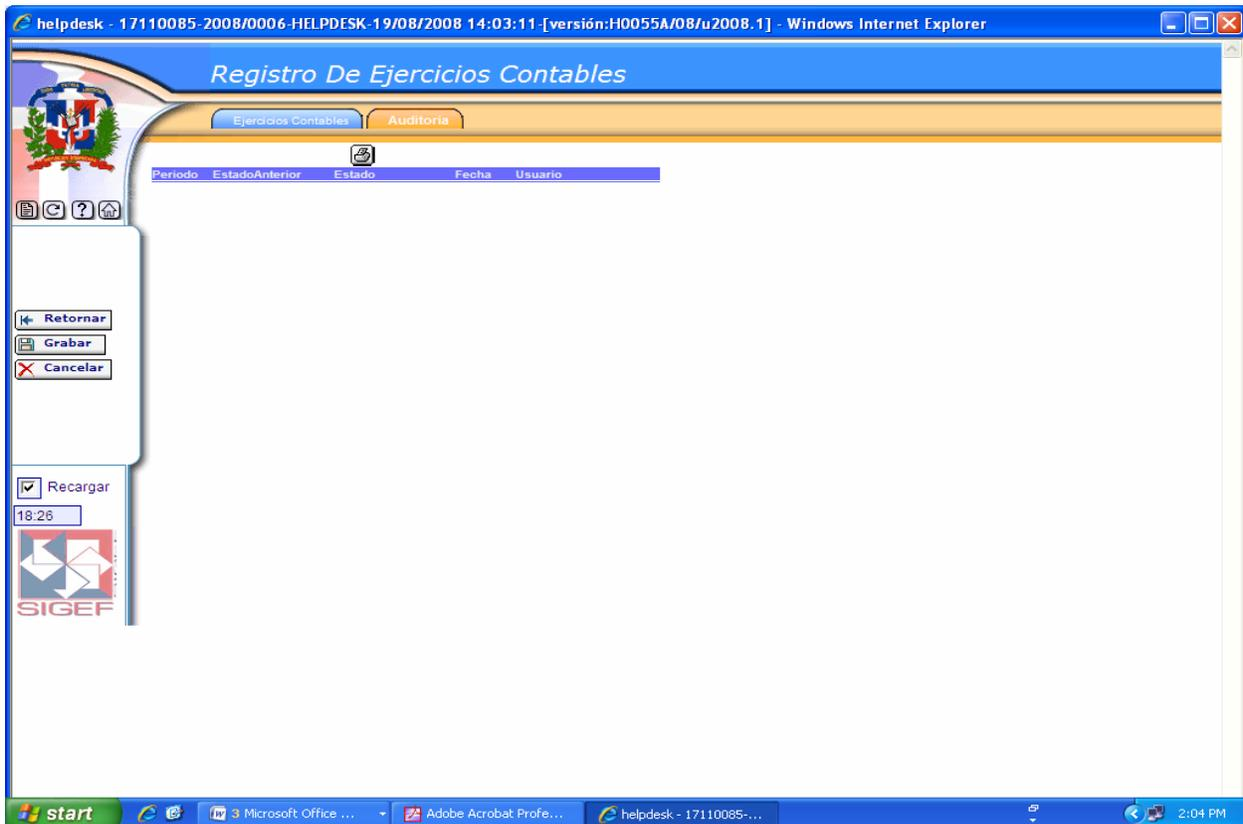 helpdesk - 17110085-2008/0006-HELPDESK-19/08/2008 14:03:11-[versión:H0055A/08/u2008.1] - Windows Internet Explorer
Registro De Ejercicios Contables
Ejercicios Contables Auditoria
Periodo EstadoAnterior Estado Fecha Usuario
Retornar
Grabar
Cancelar
Recargar
18:26
SIGEF
start 3 Microsoft Office ... Adobe Acrobat Profe... helpdesk - 17110085-... 2:04 PM